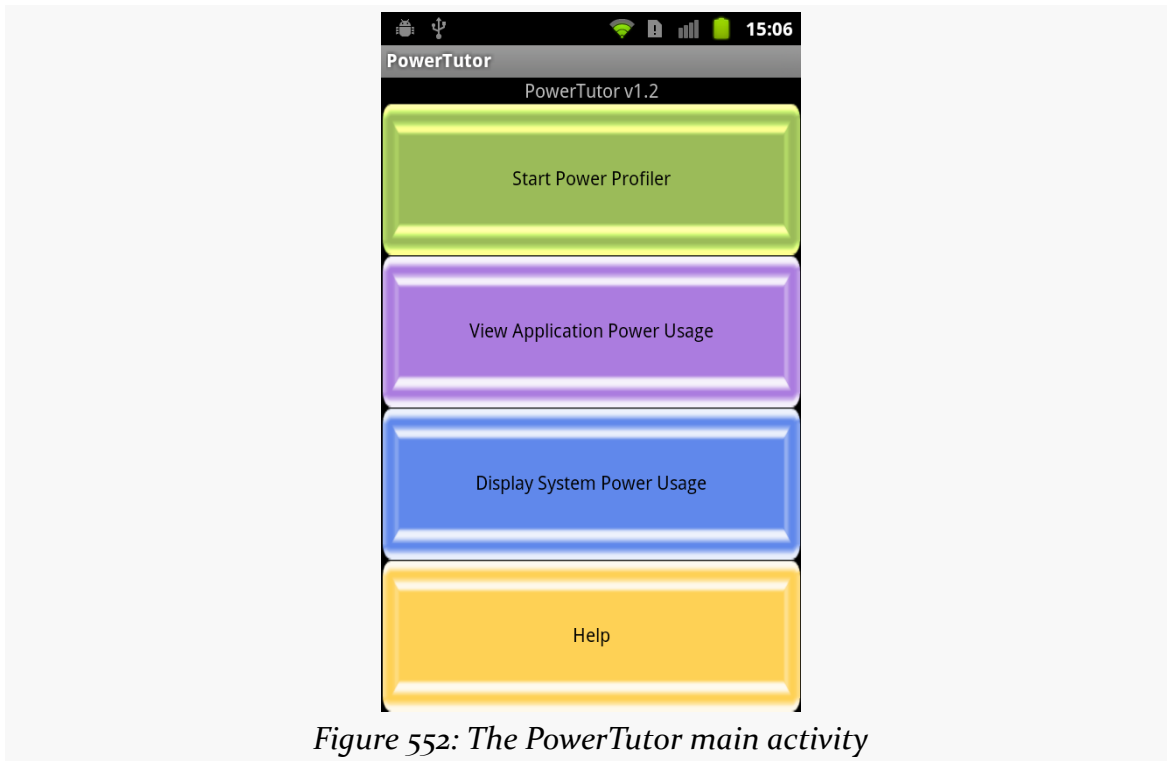 15:06
PowerTutor
PowerTutor v1.2
Start Power Profiler
View Application Power Usage
Display System Power Usage
Help
Figure 552: The PowerTutor main activity